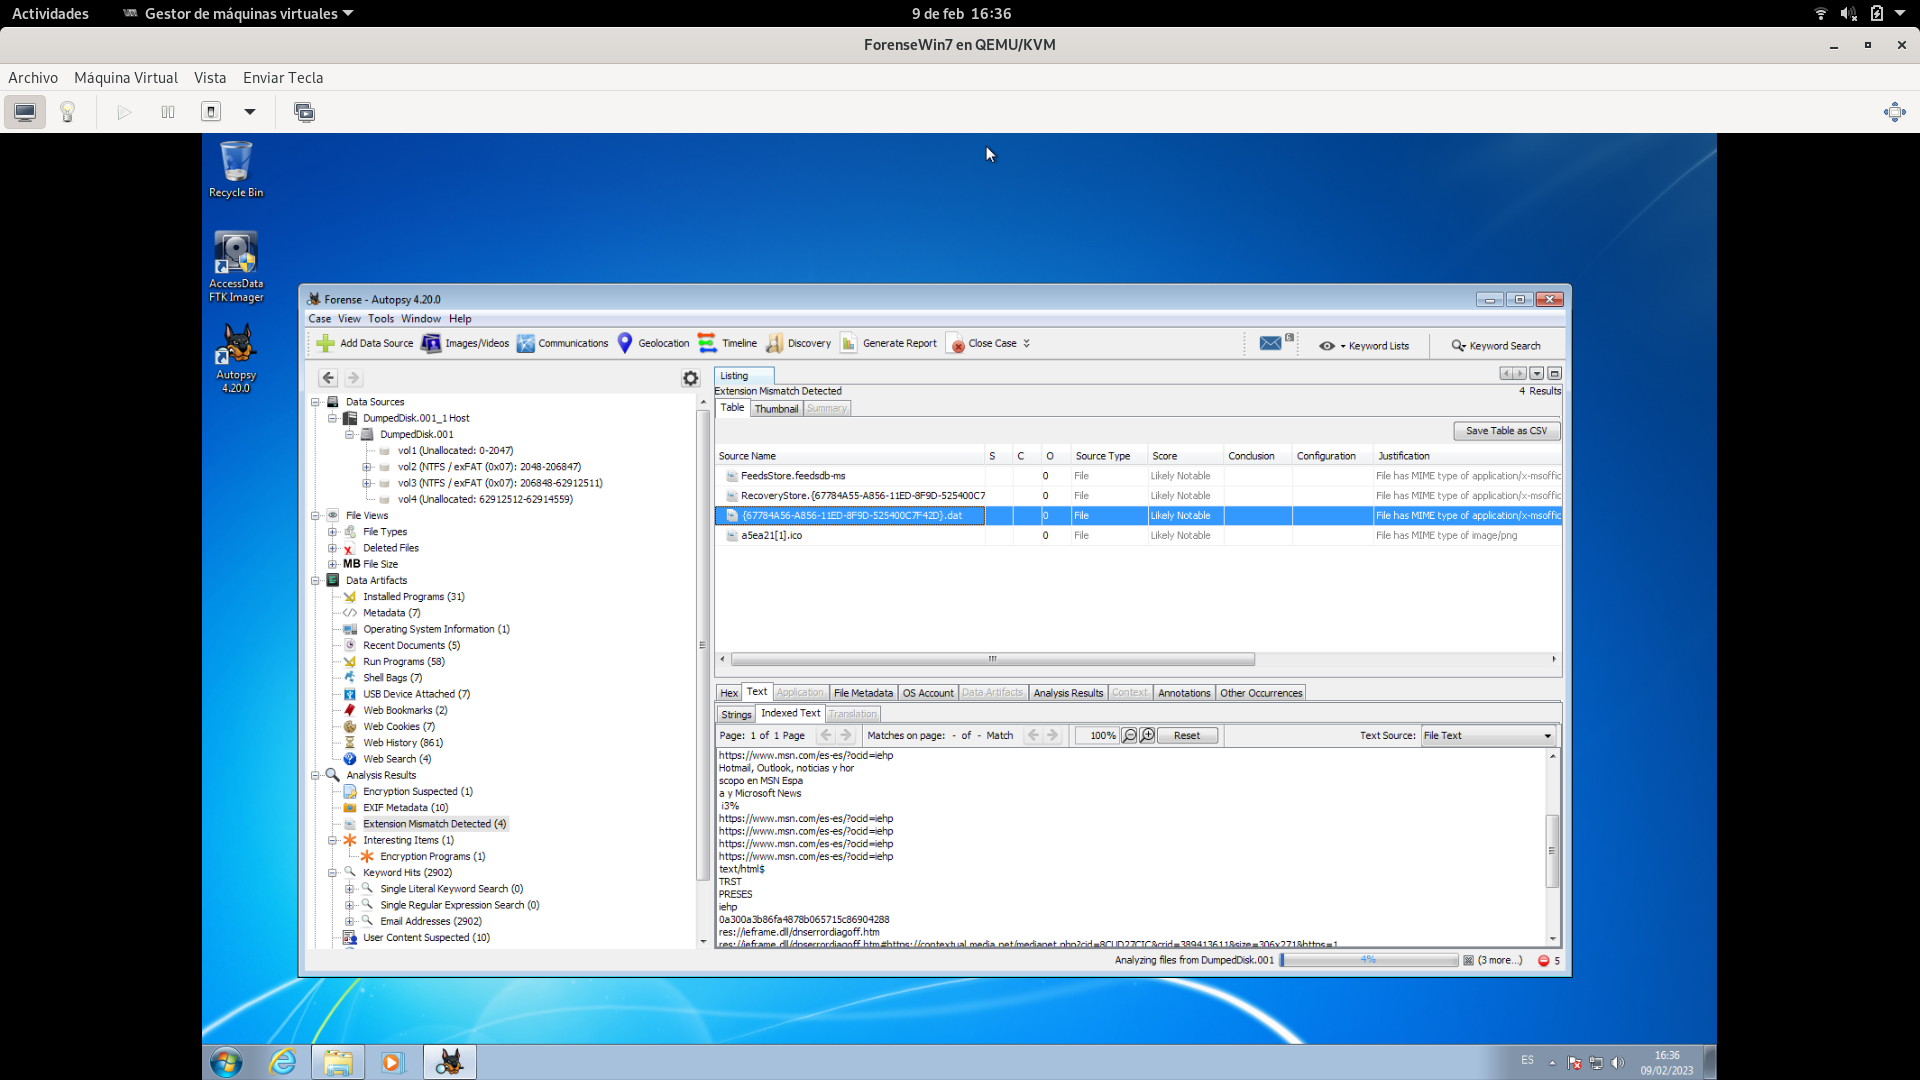 Actividades
Gestor de máquinas virtuales
9 de feb 16:36
ForenseWin7 en QEMU/KVM
Archivo
Máquina Virtual
Vista
Enviar Tecla
Recycle Bin
AccessData
FTK Imager
Autopsy
4.20.0
Forense - Autopsy 4.20.0
Case View Tools Window Help
Add Data Source
Images/Videos
Communications
Geolocation
Timeline
Discovery
Generate Report
Close Case
Keyword Lists
Keyword Search
Data Sources
DumpedDisk.001_1 Host
DumpedDisk.001
vol1 (Unallocated: 0-2047)
vol2 (NTFS / exFAT (0x07): 2048-206847)
vol3 (NTFS / exFAT (0x07): 206848-62912511)
vol4 (Unallocated: 62912512-62914559)
File Views
File Types
Deleted Files
MB File Size
Data Artifacts
Installed Programs (31)
Metadata (7)
Operating System Information (1)
Recent Documents (5)
Run Programs (58)
Shell Bags (7)
USB Device Attached (7)
Web Bookmarks (2)
Web Cookies (7)
Web History (861)
Web Search (4)
Analysis Results
Encryption Suspected (1)
EXIF Metadata (10)
Extension Mismatch Detected (4)
Interesting Items (1)
Encryption Programs (1)
Keyword Hits (2902)
Single Literal Keyword Search (0)
Single Regular Expression Search (0)
Email Addresses (2902)
User Content Suspected (10)
Listing
Extension Mismatch Detected
4 Results
Table Thumbnail Summary
Save Table as CSV
Source Name S C O Source Type Score Conclusion Configuration Justification
FeedsStore.feedsdb-ms 0 File Likely Notable File has MIME type of application/x-msoffic
RecoveryStore.{67784A55-A856-11ED-8F9D-525400C7 0 File Likely Notable File has MIME type of application/x-msoffic
{67784A56-A856-11ED-8F9D-525400C7F42D}.dat 0 File Likely Notable File has MIME type of application/x-msoffic
a5ea21[1].ico 0 File Likely Notable File has MIME type of image/png
Hex Text Application File Metadata OS Account Data Artifacts Analysis Results Context Annotations Other Occurrences
Strings Indexed Text Translation
Page: 1 of 1 Page Matches on page: - of - Match 100% Reset Text Source: File Text
https://www.msn.com/es-es/?ocid=iehp
Hotmail, Outlook, noticias y hor
scopo en MSN Espa
a y Microsoft News
i3%
https://www.msn.com/es-es/?ocid=iehp
https://www.msn.com/es-es/?ocid=iehp
https://www.msn.com/es-es/?ocid=iehp
https://www.msn.com/es-es/?ocid=iehp
text/html$
TRST
PRESES
iehp
0a300a3b86fa4878b065715c86904288
res://ieframe.dll/dnserrordiagoff.htm
res://ieframe.dll/dnserrordiagoff.htm#https://contextual.media.net/medianet.php?cid=8CUD27CIC&crid=389413611&size=306x271&https=1
Analyzing files from DumpedDisk.001 4% (3 more...) 5
ES
16:36
09/02/2023